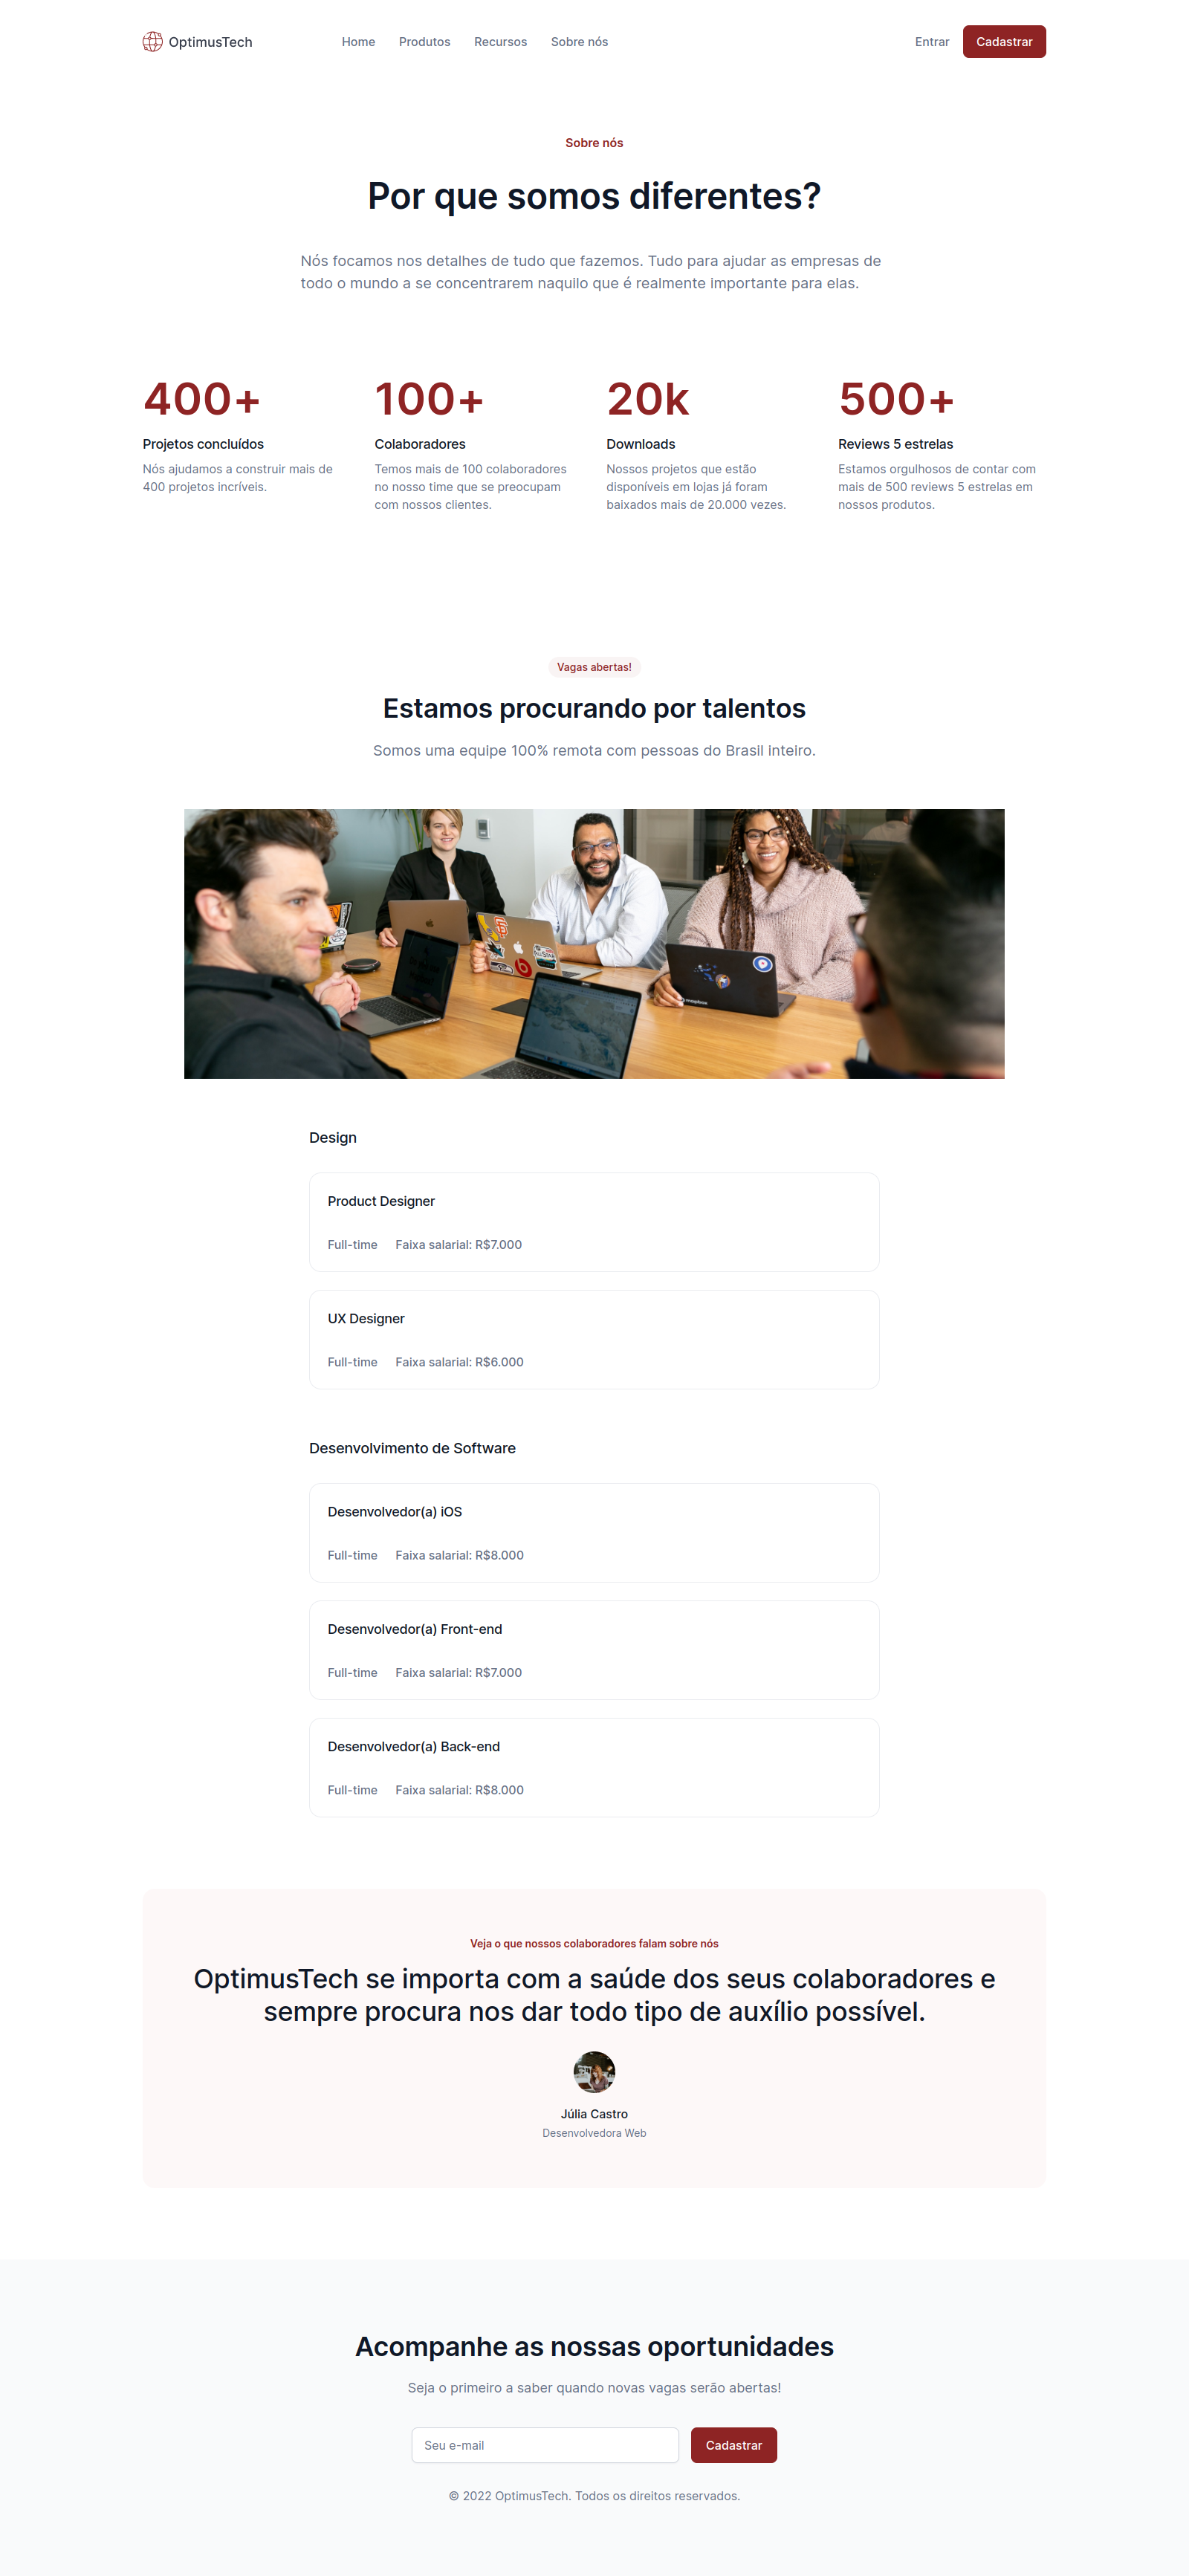 OptimusTech
Home Produtos Recursos Sobre nós
Entrar Cadastrar
Sobre nós
Por que somos diferentes?
Nós focamos nos detalhes de tudo que fazemos. Tudo para ajudar as empresas de
todo o mundo a se concentrarem naquilo que é realmente importante para elas.
400+
Projetos concluídos
Nós ajudamos a construir mais de
400 projetos incríveis.
100+
Colaboradores
Temos mais de 100 colaboradores
no nosso time que se preocupam
com nossos clientes.
20k
Downloads
Nossos projetos que estão
disponíveis em lojas já foram
baixados mais de 20.000 vezes.
500+
Reviews 5 estrelas
Estamos orgulhosos de contar com
mais de 500 reviews 5 estrelas em
nossos produtos.
Vagas abertas!
Estamos procurando por talentos
Somos uma equipe 100% remota com pessoas do Brasil inteiro.
Design
Product Designer
Full-time Faixa salarial: R$7.000
UX Designer
Full-time Faixa salarial: R$6.000
Desenvolvimento de Software
Desenvolvedor(a) iOS
Full-time Faixa salarial: R$8.000
Desenvolvedor(a) Front-end
Full-time Faixa salarial: R$7.000
Desenvolvedor(a) Back-end
Full-time Faixa salarial: R$8.000
Veja o que nossos colaboradores falam sobre nós
OptimusTech se importa com a saúde dos seus colaboradores e
sempre procura nos dar todo tipo de auxílio possível.
Júlia Castro
Desenvolvedora Web
Acompanhe as nossas oportunidades
Seja o primeiro a saber quando novas vagas serão abertas!
Seu e-mail Cadastrar
© 2022 OptimusTech. Todos os direitos reservados.